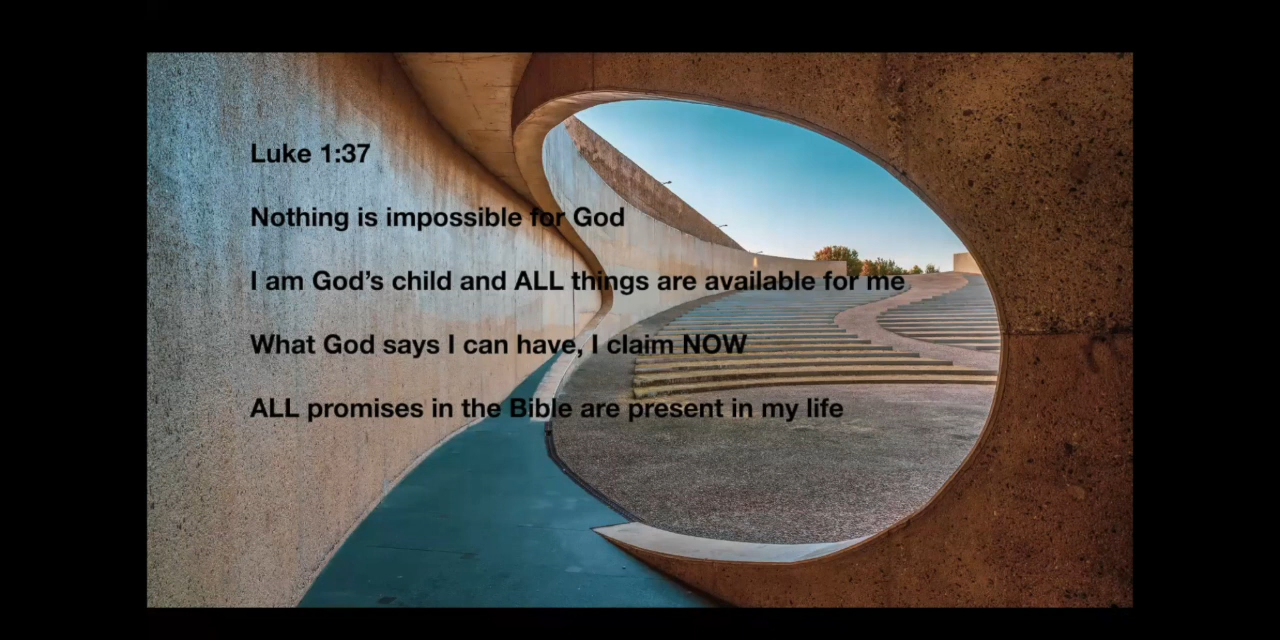 Luke 1:37
Nothing is impossible for God
I am God’s child and ALL things are available for me
What God says I can have, I claim NOW
ALL promises in the Bible are present in my life